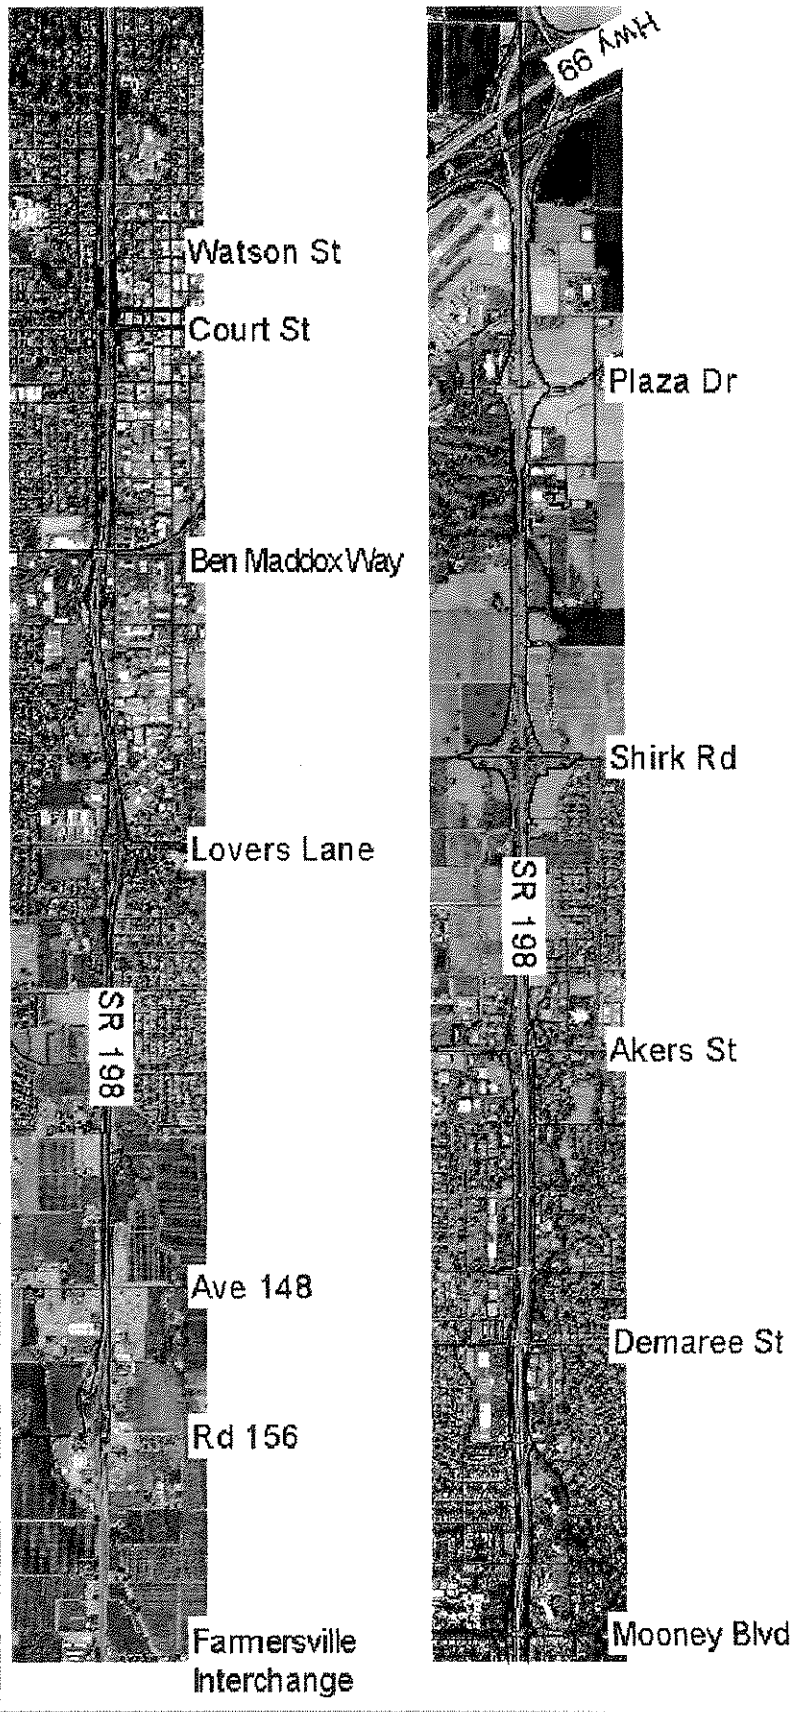 Watson St
Court St
Ben Maddox Way
Lovers Lane
SR 198
Ave 148
Rd 156
Farmersville
Interchange
Hwy 99
Plaza Dr
Shirk Rd
SR 198
Akers St
Demaree St
Mooney Blvd